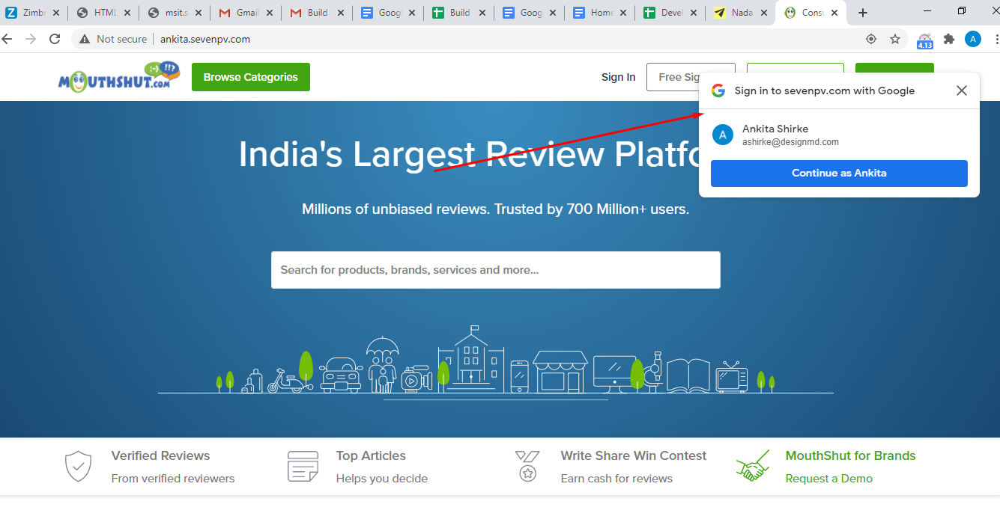 Zimbr
HTML
msit.s
Gmail
Build
Googl
Build
Goog
Home
Devel
Nada
Consu
Not secure
ankita.sevenpv.com
4.13
A
MOUTHSHUT.COM
:-) !!?
Browse Categories
Sign In
Free Sig
Sign in to sevenpv.com with Google
A
Ankita Shirke
ashirke@designmd.com
Continue as Ankita
India's Largest Review Platfo
Millions of unbiased reviews. Trusted by 700 Million+ users.
Search for products, brands, services and more...
Verified Reviews
From verified reviewers
Top Articles
Helps you decide
Write Share Win Contest
Earn cash for reviews
MouthShut for Brands
Request a Demo